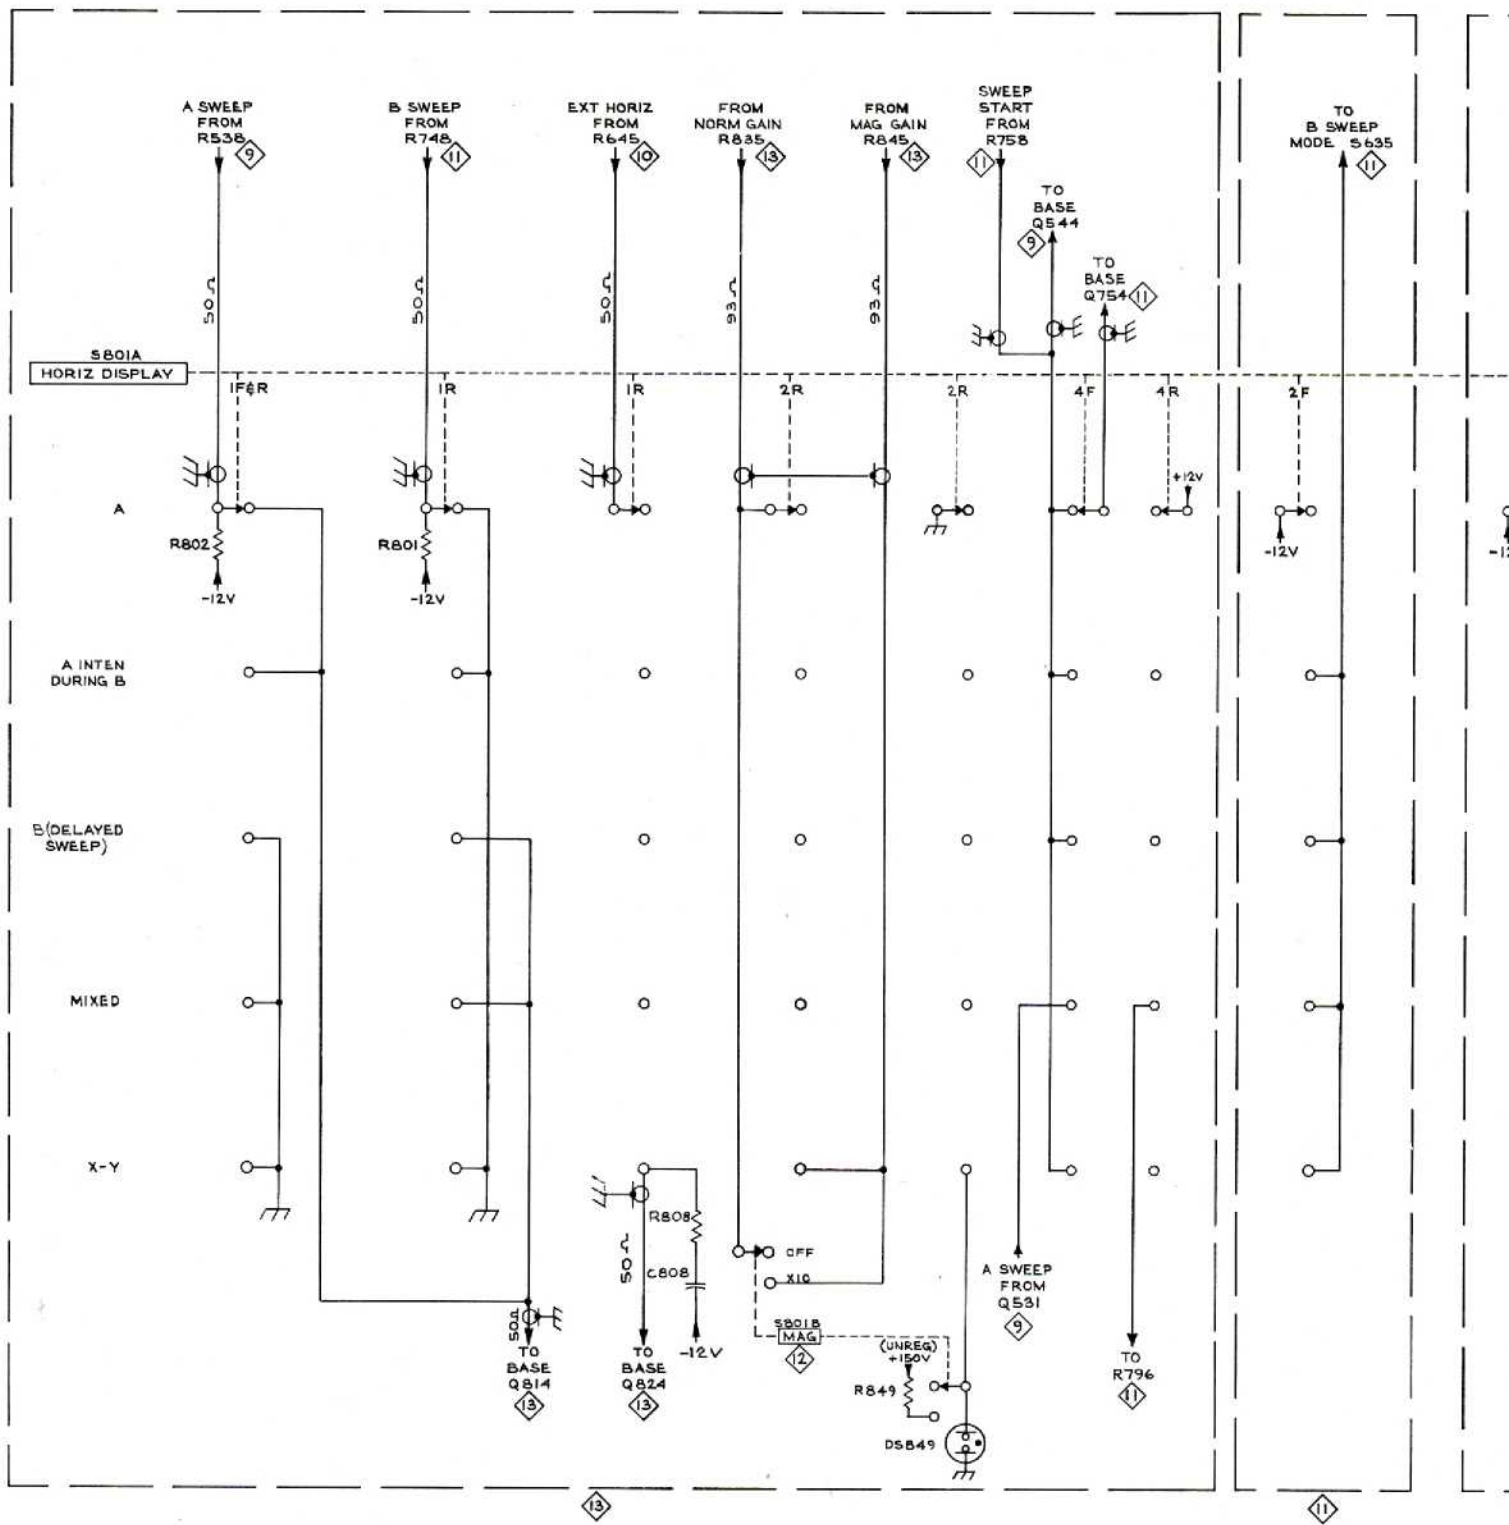 A SWEEP
FROM
R538
9
B SWEEP
FROM
R748
11
EXT HORIZ
FROM
R645
10
FROM
NORM GAIN
R835
13
FROM
MAG GAIN
R845
13
SWEEP
START
FROM
R758
11
TO
B SWEEP
MODE S635
11
TO
BASE
Q544
9
TO
BASE
Q754
11
50Ω
50Ω
50Ω
93Ω
93Ω
S801A
HORIZ DISPLAY
1F&R
1R
1R
2R
2R
4F
4R
2F
+12V
A
R802
-12V
R801
-12V
-12V
A INTEN
DURING B
B (DELAYED
SWEEP)
MIXED
X-Y
R808
50Ω
C808
-12V
OFF
X10
S801B
MAG
12
50Ω
TO
BASE
Q814
13
TO
BASE
Q824
13
(UNREG)
+150V
R849
DS849
A SWEEP
FROM
Q531
9
TO
R796
11
13
11